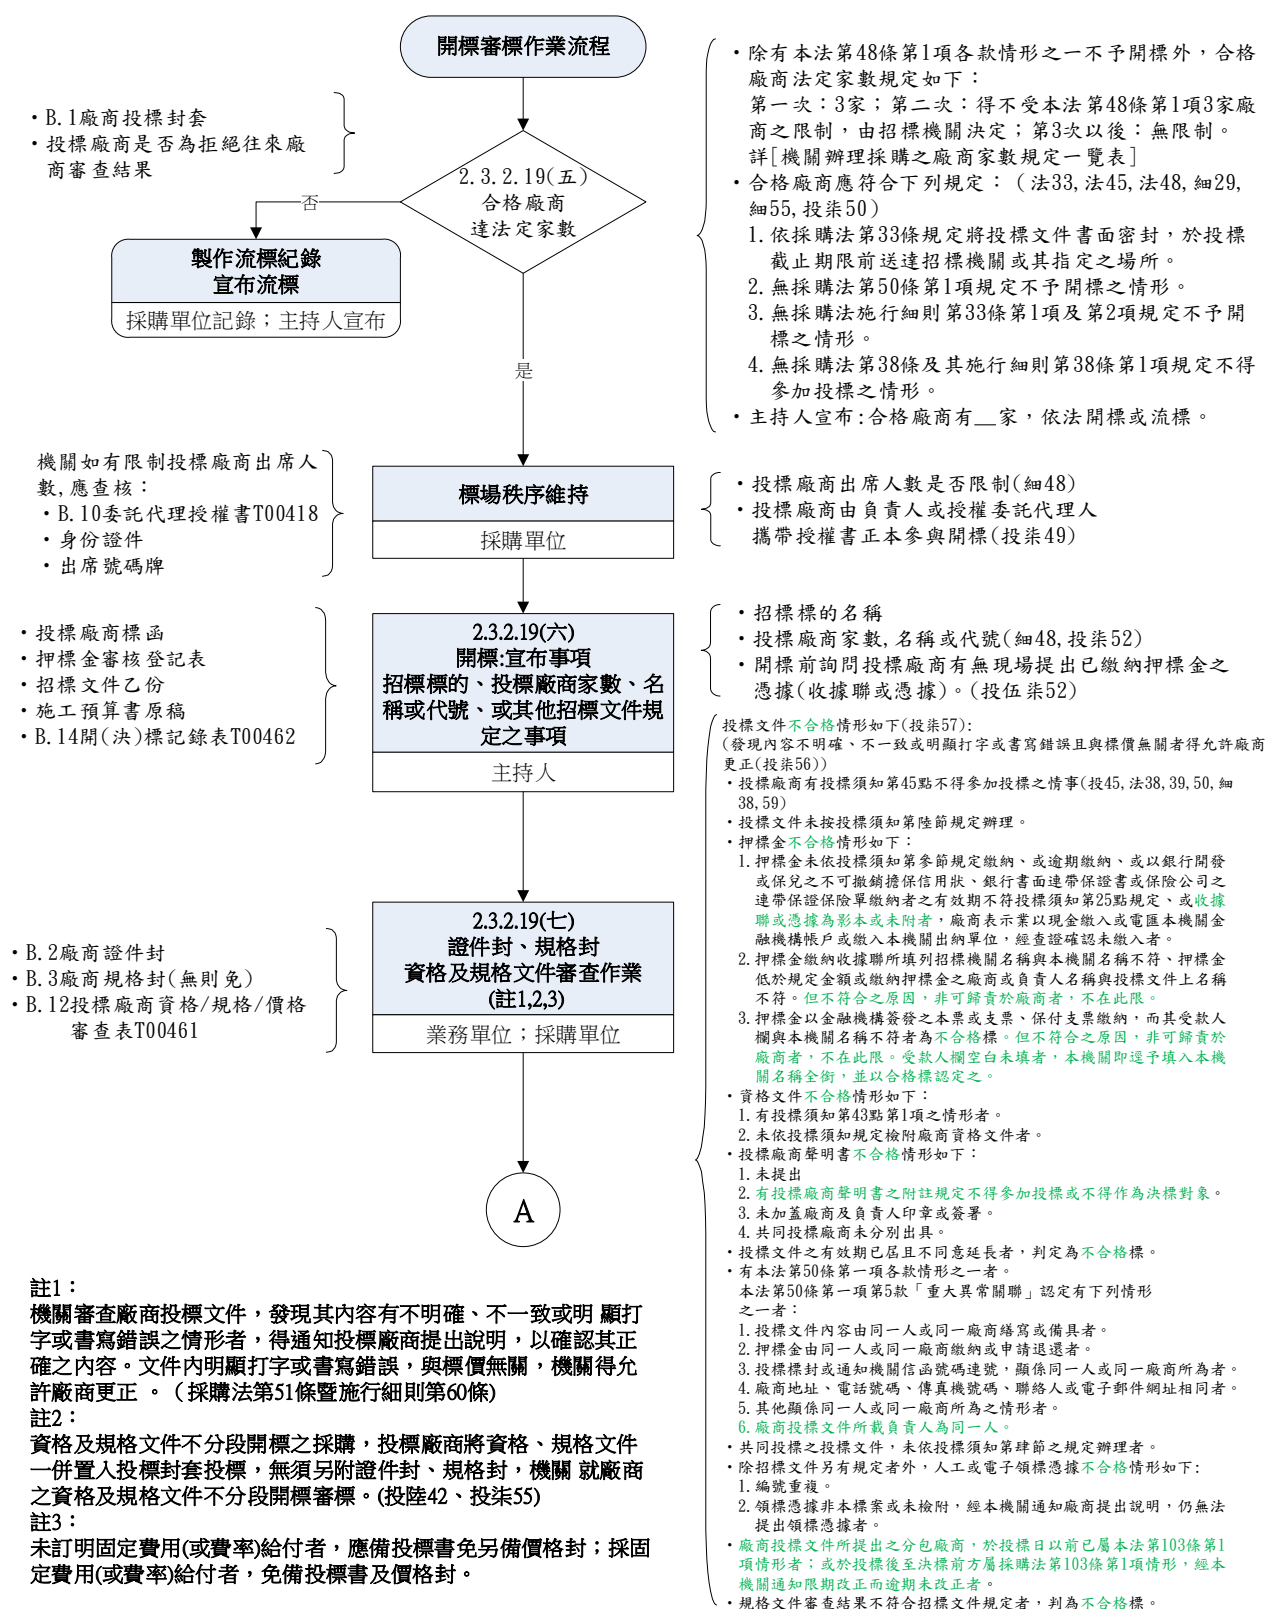 開標審標作業流程
・B.1廠商投標封套
・投標廠商是否為拒絕往來廠
商審查結果
2.3.2.19(五)
合格廠商
達法定家數
否
製作流標紀錄
宣布流標
採購單位記錄；主持人宣布
是
・除有本法第48條第1項各款情形之一不予開標外，合格
廠商法定家數規定如下：
第一次：3家；第二次：得不受本法第48條第1項3家廠
商之限制，由招標機關決定；第3次以後：無限制。
詳[機關辦理採購之廠商家數規定一覽表]
・合格廠商應符合下列規定：（法33,法45,法48,細29,
細55,投柒50）
1.依採購法第33條規定將投標文件書面密封，於投標
截止期限前送達招標機關或其指定之場所。
2.無採購法第50條第1項規定不予開標之情形。
3.無採購法施行細則第33條第1項及第2項規定不予開
標之情形。
4.無採購法第38條及其施行細則第38條第1項規定不得
參加投標之情形。
・主持人宣布:合格廠商有__家，依法開標或流標。
機關如有限制投標廠商出席人
數,應查核：
・B.10委託代理授權書T00418
・身份證件
・出席號碼牌
標場秩序維持
採購單位
・投標廠商出席人數是否限制(細48)
・投標廠商由負責人或授權委託代理人
攜帶授權書正本參與開標(投柒49)
・投標廠商標函
・押標金審核登記表
・招標文件乙份
・施工預算書原稿
・B.14開(決)標記錄表T00462
2.3.2.19(六)
開標:宣布事項
招標標的、投標廠商家數、名
稱或代號、或其他招標文件規
定之事項
主持人
・招標標的名稱
・投標廠商家數,名稱或代號(細48,投柒52)
・開標前詢問投標廠商有無現場提出已繳納押標金之
憑據(收據聯或憑據)。(投伍柒52)
・B.2廠商證件封
・B.3廠商規格封(無則免)
・B.12投標廠商資格/規格/價格
審查表T00461
2.3.2.19(七)
證件封、規格封
資格及規格文件審查作業
(註1,2,3)
業務單位；採購單位
A
投標文件不合格情形如下(投柒57):
(發現內容不明確、不一致或明顯打字或書寫錯誤且與標價無關者得允許廠商
更正(投柒56))
・投標廠商有投標須知第45點不得參加投標之情事(投45,法38,39,50,細
38,59)
・投標文件未按投標須知第陸節規定辦理。
・押標金不合格情形如下：
1.押標金未依投標須知第參節規定繳納、或逾期繳納、或以銀行開發
或保兌之不可撤銷擔保信用狀、銀行書面連帶保證書或保險公司之
連帶保證保險單繳納者之有效期不符投標須知第25點規定、或收據
聯或憑據為影本或未附者，廠商表示業以現金繳入或電匯本機關金
融機構帳戶或繳入本機關出納單位，經查證確認未繳入者。
2.押標金繳納收據聯所填列招標機關名稱與本機關名稱不符、押標金
低於規定金額或繳納押標金之廠商或負責人名稱與投標文件上名稱
不符。但不符合之原因，非可歸責於廠商者，不在此限。
3.押標金以金融機構簽發之本票或支票、保付支票繳納，而其受款人
欄與本機關名稱不符者為不合格標。但不符合之原因，非可歸責於
廠商者，不在此限。受款人欄空白未填者，本機關即逕予填入本機
關名稱全銜，並以合格標認定之。
・資格文件不合格情形如下：
1.有投標須知第43點第1項之情形者。
2.未依投標須知規定檢附廠商資格文件者。
・投標廠商聲明書不合格情形如下：
1.未提出
2.有投標廠商聲明書之附註規定不得參加投標或不得作為決標對象。
3.未加蓋廠商及負責人印章或簽署。
4.共同投標廠商未分別出具。
・投標文件之有效期已屆且不同意延長者，判定為不合格標。
・有本法第50條第一項各款情形之一者。
本法第50條第一項第5款「重大異常關聯」認定有下列情形
之一者：
1.投標文件內容由同一人或同一廠商繕寫或備具者。
2.押標金由同一人或同一廠商繳納或申請退還者。
3.投標標封或通知機關信函號碼連號，顯係同一人或同一廠商所為者。
4.廠商地址、電話號碼、傳真機號碼、聯絡人或電子郵件網址相同者。
5.其他顯係同一人或同一廠商所為之情形者。
6.廠商投標文件所載負責人為同一人。
・共同投標之投標文件，未依投標須知第肆節之規定辦理者。
・除招標文件另有規定者外，人工或電子領標憑據不合格情形如下:
1.編號重複。
2.領標憑據非本標案或未檢附，經本機關通知廠商提出說明，仍無法
提出領標憑據者。
・廠商投標文件所提出之分包廠商，於投標日以前已屬本法第103條第1
項情形者；或於投標後至決標前方屬採購法第103條第1項情形，經本
機關通知限期改正而逾期未改正者。
・規格文件審查結果不符合招標文件規定者，判為不合格標。
註1：
機關審查廠商投標文件，發現其內容有不明確、不一致或明 顯打
字或書寫錯誤之情形者，得通知投標廠商提出說明，以確認其正
確之內容。文件內明顯打字或書寫錯誤，與標價無關，機關得允
許廠商更正 。（ 採購法第51條暨施行細則第60條)
註2：
資格及規格文件不分段開標之採購，投標廠商將資格、規格文件
一併置入投標封套投標，無須另附證件封、規格封，機關 就廠商
之資格及規格文件不分段開標審標。(投陸42、投柒55)
註3：
未訂明固定費用(或費率)給付者，應備投標書免另備價格封；採固
定費用(或費率)給付者，免備投標書及價格封。